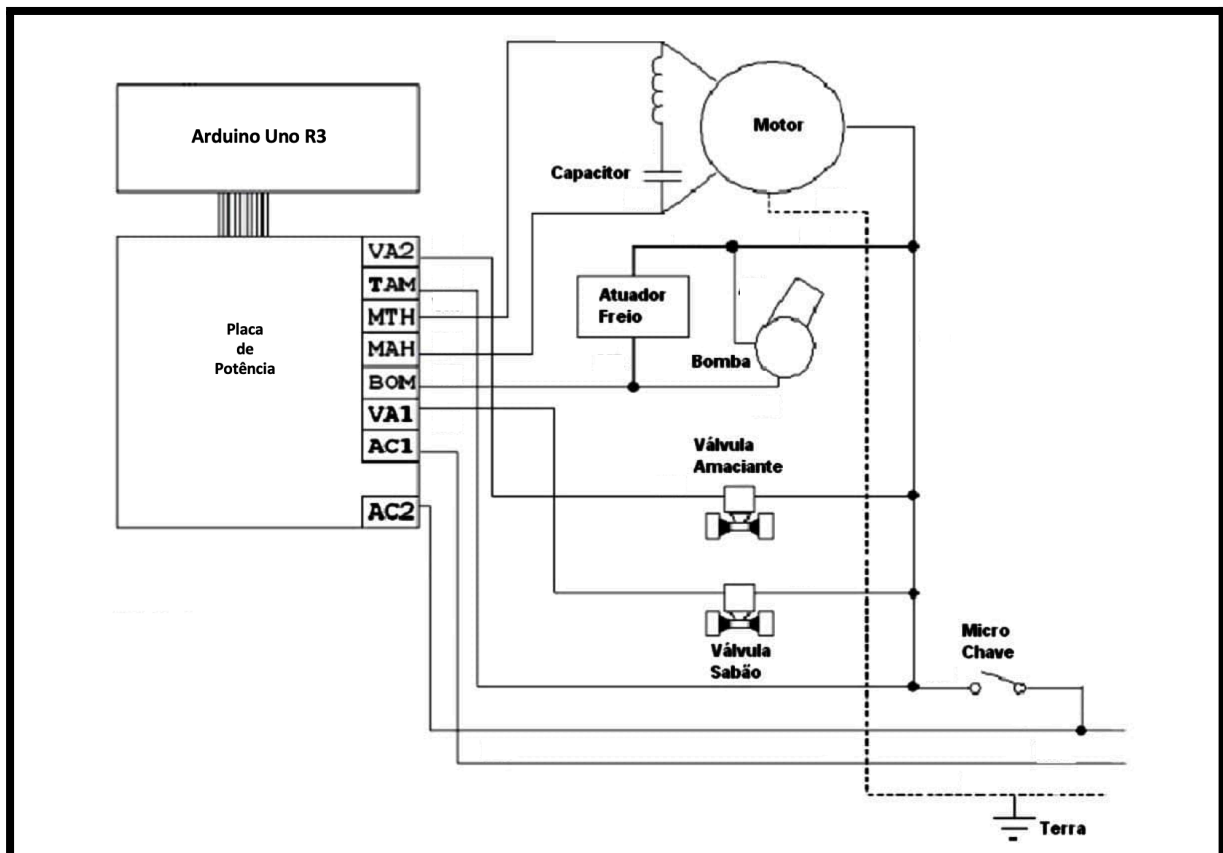 Arduino Uno R3
Motor
Capacitor
Placa
de
Potência
VA2
TAM
MTH
MAH
BOM
VA1
AC1
AC2
Atuador
Freio
Bomba
Válvula
Amaciante
Válvula
Sabão
Micro
Chave
Terra